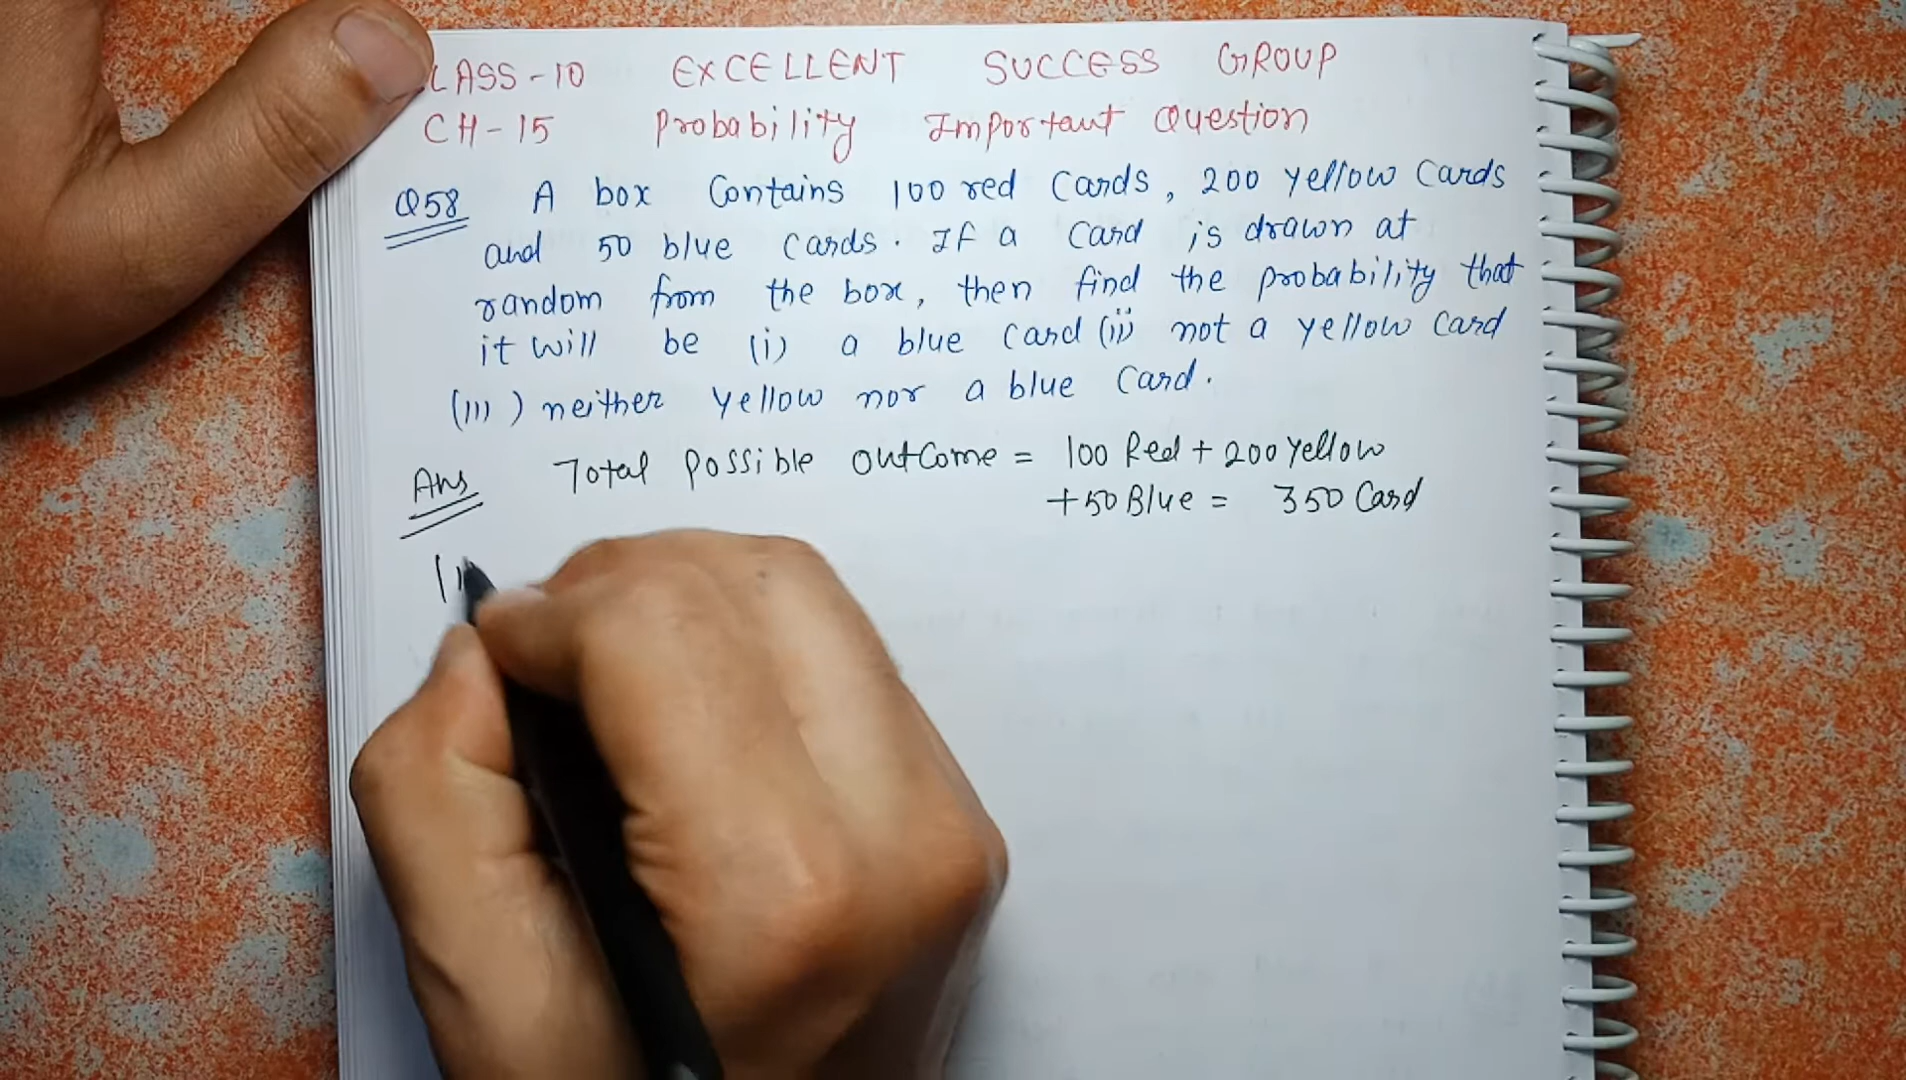 LASS-10 EXCELLENT SUCCESS GROUP
CH-15 Probability Important Question
Q58 A box Contains 100 red Cards, 200 yellow Cards
and 50 blue cards. If a Card is drawn at
random from the box, then find the probability that
it will be (i) a blue Card (ii) not a yellow Card
(iii) neither yellow nor a blue Card.
Ans Total possible outCome = 100 Red + 200 yellow
+50 Blue = 350 Card